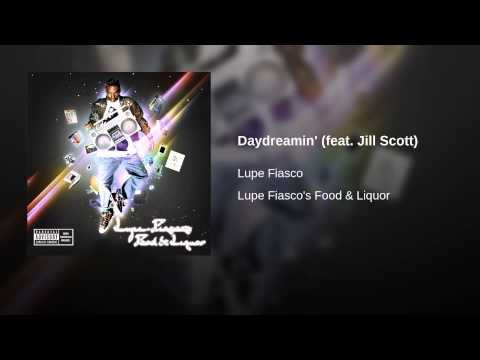 Lupe Fiasco's
Food & Liquor
PARENTAL
ADVISORY
EXPLICIT CONTENT
Daydreamin' (feat. Jill Scott)
Lupe Fiasco
Lupe Fiasco's Food & Liquor